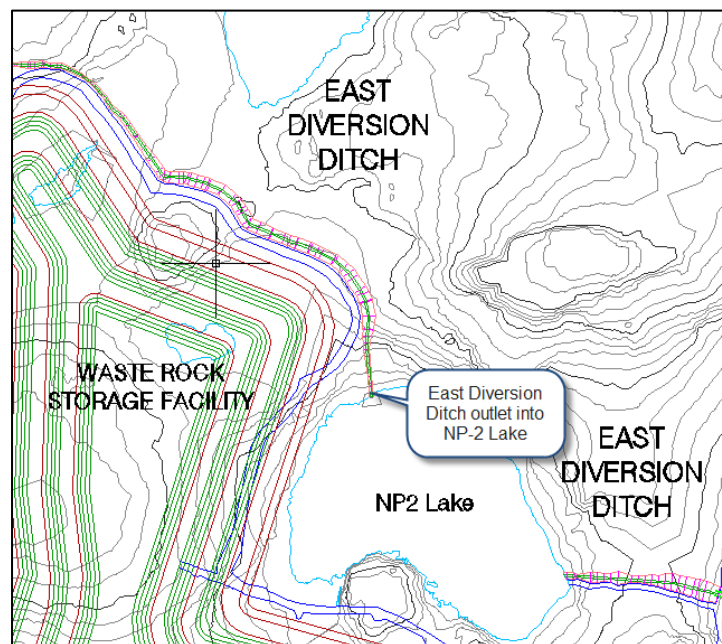 EAST
DIVERSION
DITCH
WASTE ROCK
STORAGE FACILITY
East Diversion
Ditch outlet into
NP-2 Lake
EAST
DIVERSION
DITCH
NP2 Lake